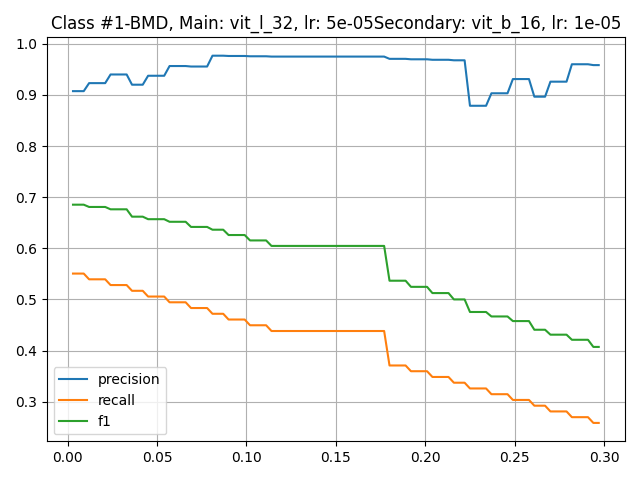 Class #1-BMD, Main: vit_l_32, lr: 5e-05Secondary: vit_b_16, lr: 1e-05
1.0
0.9
0.8
0.7
0.6
0.5
0.4
0.3
precision
recall
f1
0.00 0.05 0.10 0.15 0.20 0.25 0.30